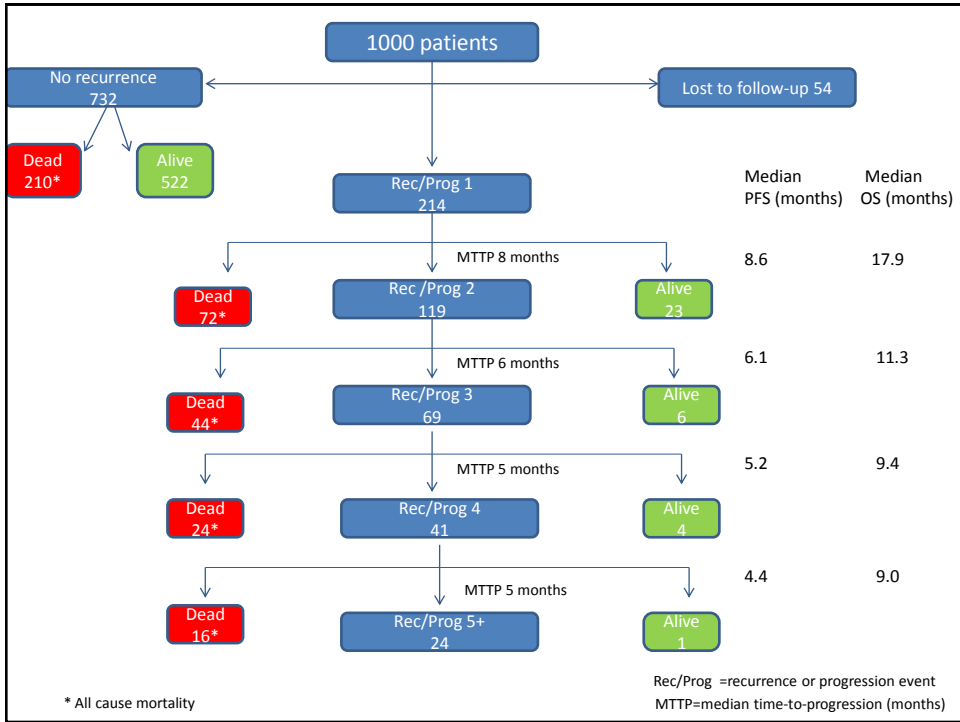 1000 patients
No recurrence
732
Lost to follow-up 54
Dead
210*
Alive
522
Rec/Prog 1
214
Median
PFS (months)
Median
OS (months)
MTTP 8 months
8.6
17.9
Dead
72*
Rec /Prog 2
119
Alive
23
MTTP 6 months
6.1
11.3
Dead
44*
Rec/Prog 3
69
Alive
6
MTTP 5 months
5.2
9.4
Dead
24*
Rec/Prog 4
41
Alive
4
MTTP 5 months
4.4
9.0
Dead
16*
Rec/Prog 5+
24
Alive
1
* All cause mortality
Rec/Prog =recurrence or progression event
MTTP=median time-to-progression (months)